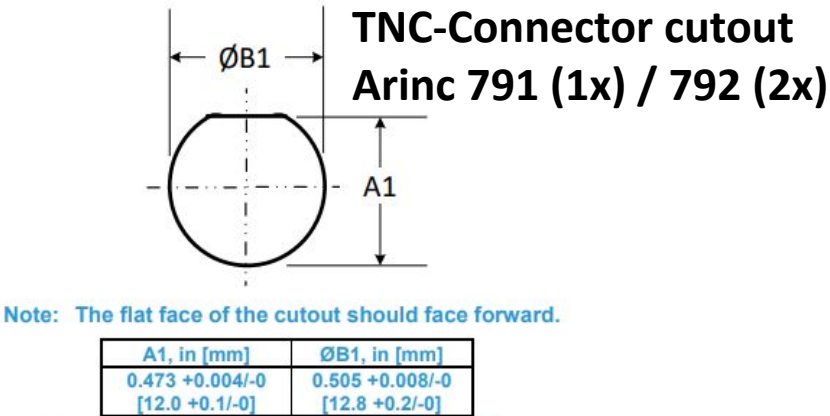 TNC-Connector cutout
Arinc 791 (1x) / 792 (2x)
ØB1
A1
Note: The flat face of the cutout should face forward.
A1, in [mm] ØB1, in [mm]
0.473 +0.004/-0 0.505 +0.008/-0
[12.0 +0.1/-0] [12.8 +0.2/-0]